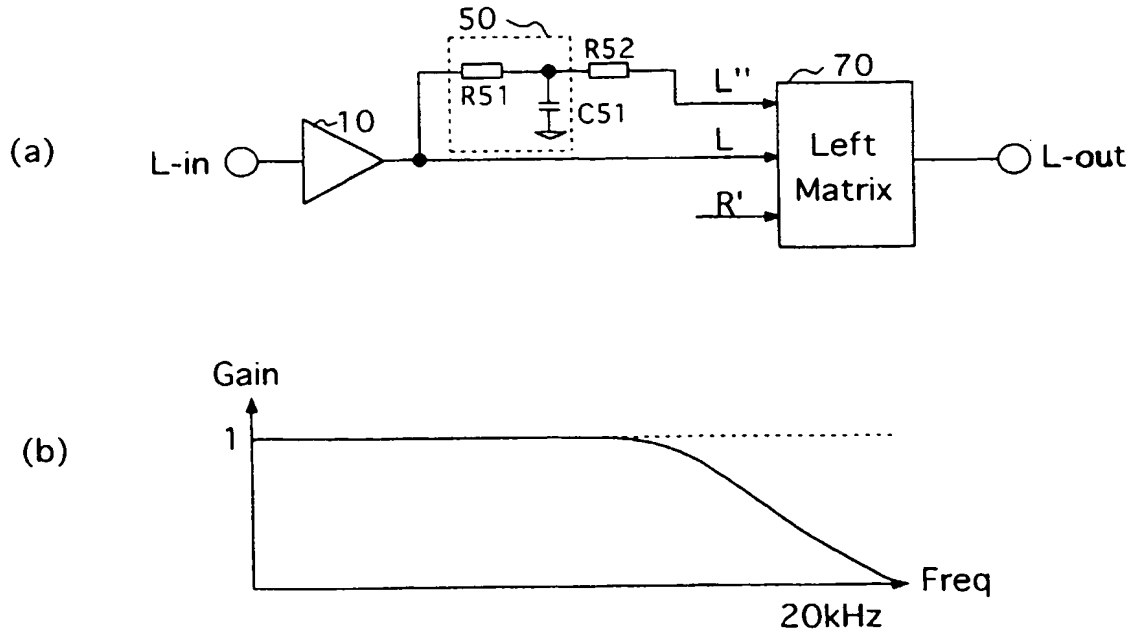 50
R52
70
L''
R51
C51
10
(a)
L-in
L
Left
Matrix
L-out
R'
Gain
1
(b)
Freq
20kHz